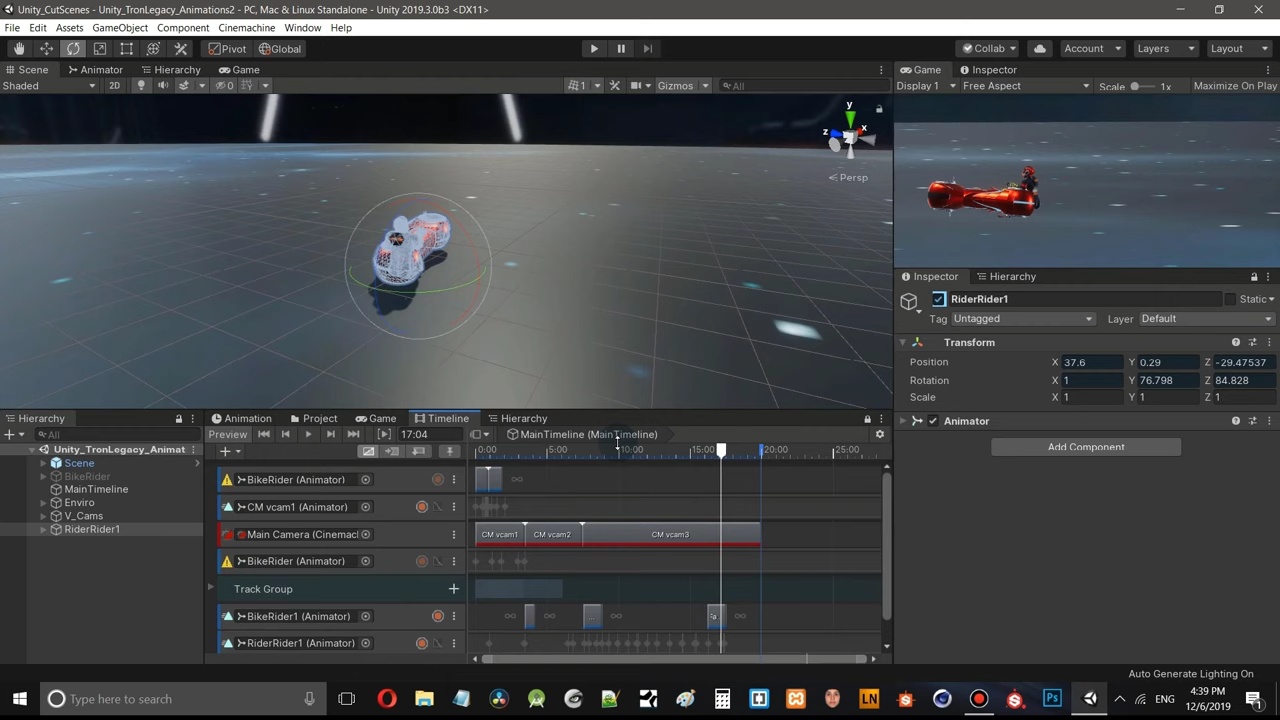 Unity_CutScenes - Unity_TronLegacy_Animations2 - PC, Mac & Linux Standalone - Unity 2019.3.0b3 <DX11>
File Edit Assets GameObject Component Cinemachine Window Help
Pivot Global Collab Account Layers Layout
Scene Animator Hierarchy Game
Game Inspector
Shaded 2D 0 1 Gizmos All
Display 1 Free Aspect Scale 1x Maximize On Play
y
z x
Persp
Inspector Hierarchy
RiderRider1 Static
Tag Untagged Layer Default
Transform
Position X 37.6 Y 0.29 Z -29.47537
Rotation X 1 Y 76.798 Z 84.828
Scale X 1 Y 1 Z 1
Animator
Add Component
Hierarchy
All
Unity_TronLegacy_Animat
Scene
BikeRider
MainTimeline
Enviro
V_Cams
RiderRider1
Animation Project Game Timeline Hierarchy
Preview 17:04 MainTimeline (MainTimeline)
0:00 5:00 10:00 15:00 20:00 25:00
BikeRider (Animator)
CM vcam1 (Animator)
Main Camera (Cinemacl CM vcam1 CM vcam2 CM vcam3
BikeRider (Animator)
Track Group
BikeRider1 (Animator)
RiderRider1 (Animator)
Auto Generate Lighting On
Type here to search LN Ps ENG 4:39 PM
12/6/2019 1